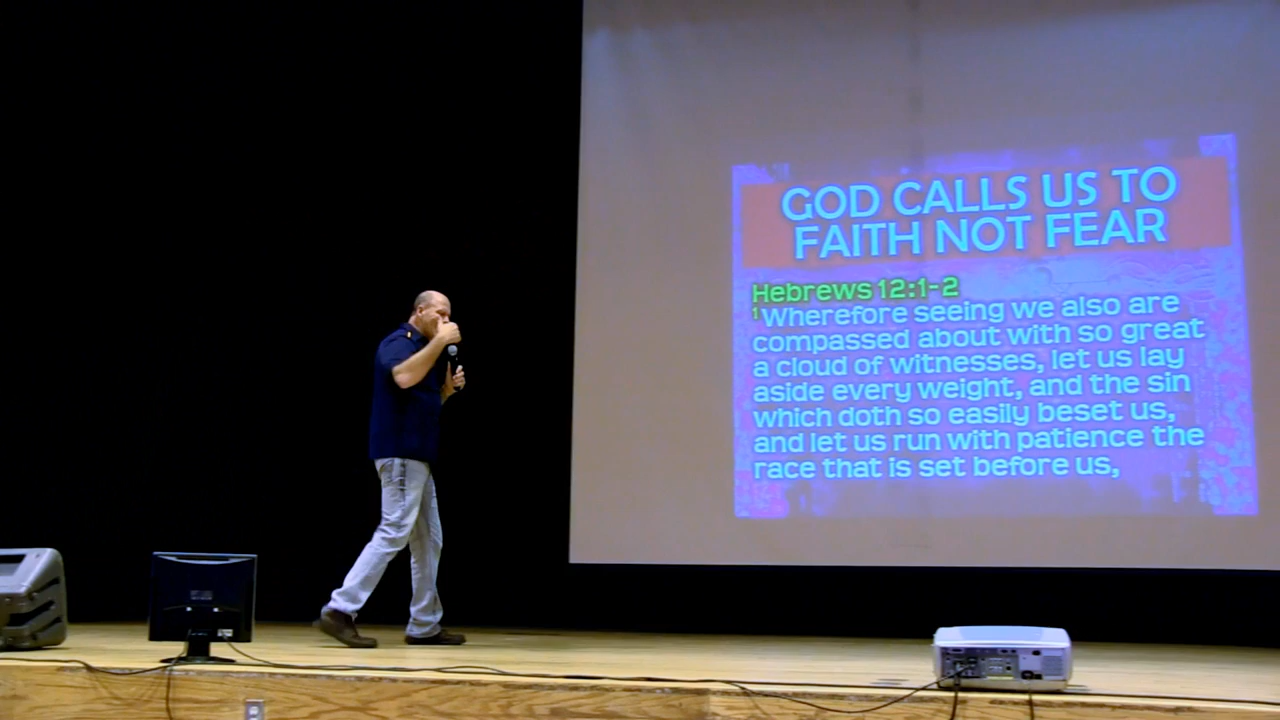 GOD CALLS US TO
FAITH NOT FEAR
Hebrews 12:1-2
1 Wherefore seeing we also are
compassed about with so great
a cloud of witnesses, let us lay
aside every weight, and the sin
which doth so easily beset us,
and let us run with patience the
race that is set before us,